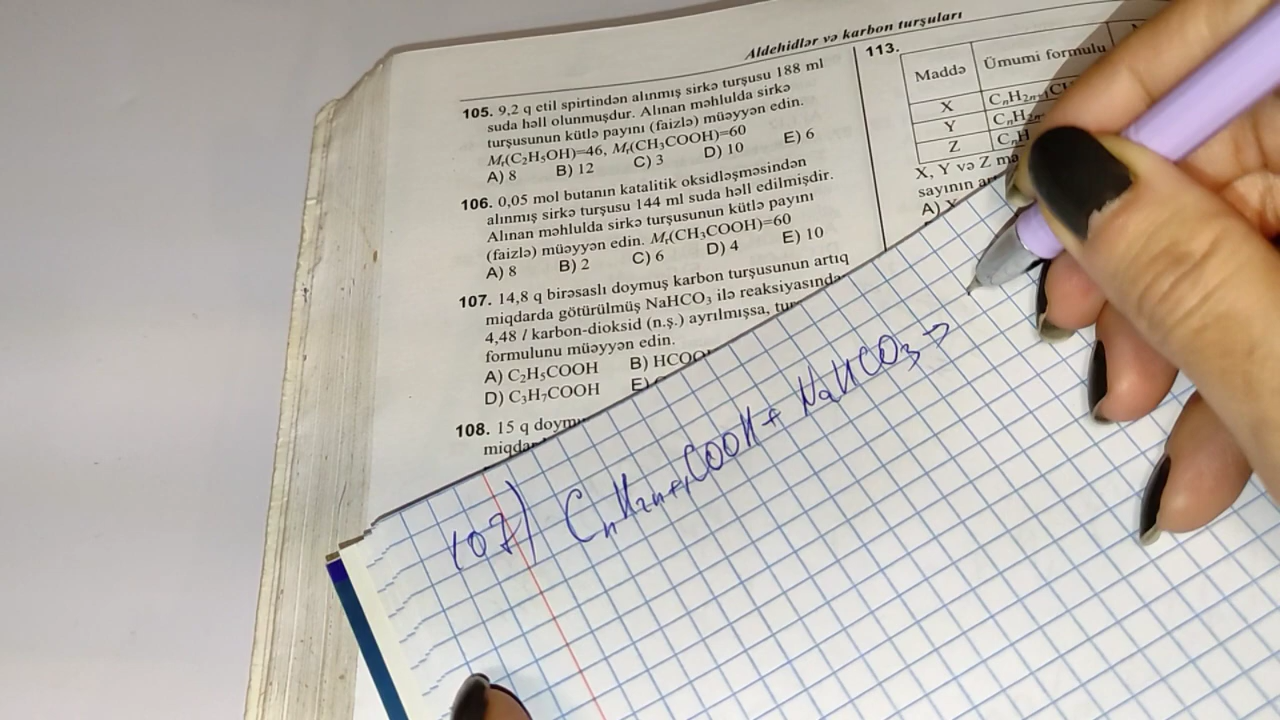 Aldehidlər və karbon turşuları
105. 9,2 q etil spirtindən alınmış sirkə turşusu 188 ml
suda həll olunmuşdur. Alınan məhlulda sirkə
turşusunun kütlə payını (faizlə) müəyyən edin.
Mr(C₂H₅OH)=46, Mr(CH₃COOH)=60
A) 8 B) 12 C) 3 D) 10 E) 6
106. 0,05 mol butanın katalitik oksidləşməsindən
alınmış sirkə turşusu 144 ml suda həll edilmişdir.
Alınan məhlulda sirkə turşusunun kütlə payını
(faizlə) müəyyən edin. Mr(CH₃COOH)=60
A) 8 B) 2 C) 6 D) 4 E) 10
107. 14,8 q birəsaslı doymuş karbon turşusunun artıq
miqdarda götürülmüş NaHCO₃ ilə reaksiyasında
4,48 l karbon-dioksid (n.ş.) ayrılmışsa,
formulunu müəyyən edin.
A) C₂H₅COOH B)
D) C₃H₇COOH E)
108. 15 q
113.
Maddə Ümumi formulu
X
Y
Z
X, Y və Z
sayının
A) X
107) CnH2n+1COOH + NaHCO₃ →